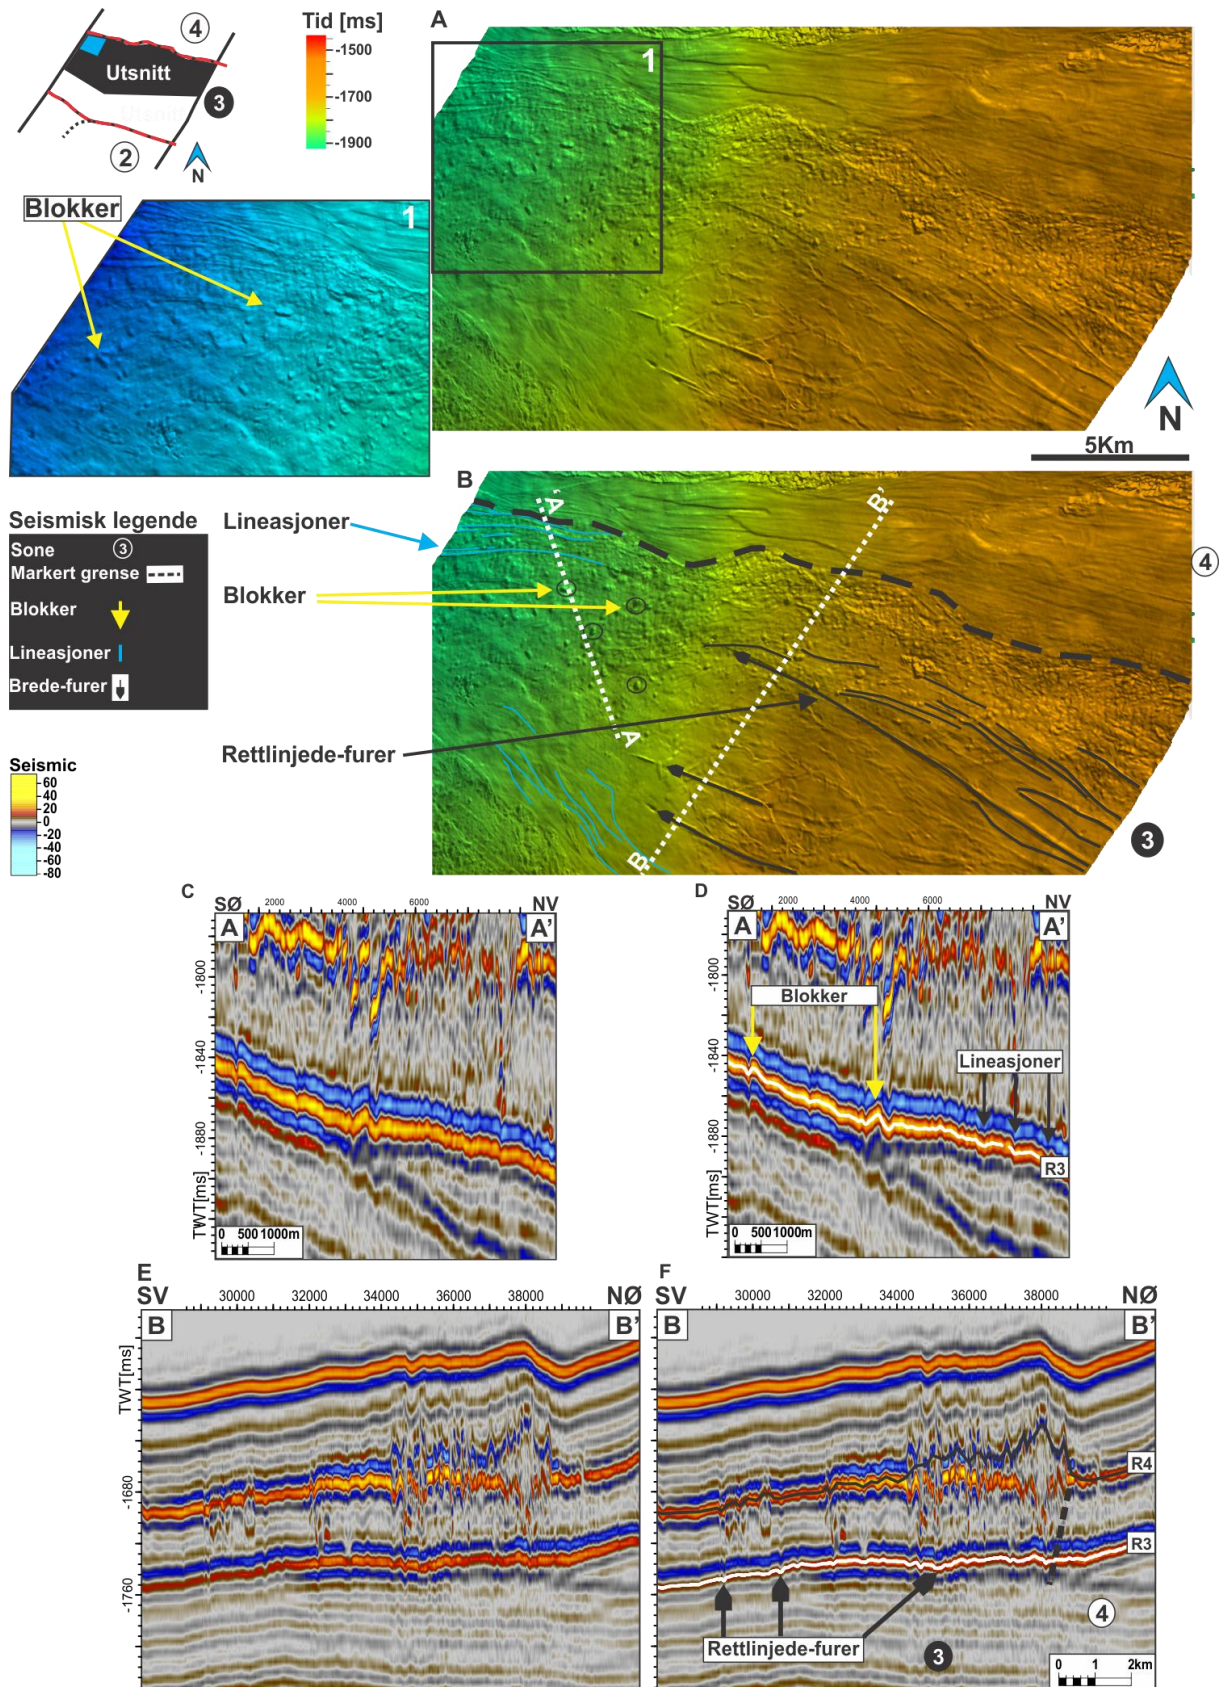 4
Utsnitt
3
2
N
Tid [ms]
-1500
-1700
-1900
A
1
N
5Km
Blokker
1
B
Lineasjoner
Blokker
Rettlinjede-furer
A'
A
B'
B
4
3
Seismisk legende
Sone 3
Markert grense
Blokker
Lineasjoner
Brede-furer
Seismic
60
40
20
0
-20
-40
-60
-80
C
SØ 2000 4000 6000 NV
A A'
-1800
-1840
-1880
TWT[ms]
0 500 1000m
D
SØ 2000 4000 6000 NV
A A'
Blokker
Lineasjoner
R3
-1800
-1840
-1880
TWT[ms]
0 500 1000m
E
SV 30000 32000 34000 36000 38000 NØ
B B'
TWT[ms]
-1680
-1760
F
SV 30000 32000 34000 36000 38000 NØ
B B'
TWT[ms]
R4
-1680
R3
-1760
Rettlinjede-furer
3
4
0 1 2km